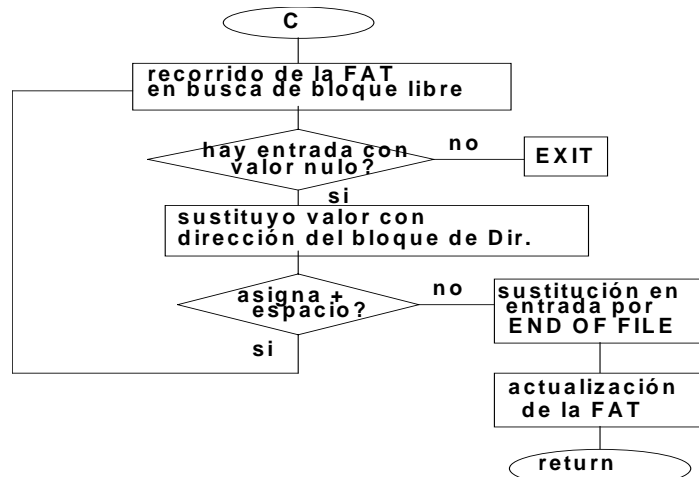 C
recorrido de la FAT
en busca de bloque libre
hay entrada con
valor nulo?
no
EXIT
si
sustituyo valor con
dirección del bloque de Dir.
asigna +
espacio?
no
sustitución en
entrada por
END OF FILE
si
actualización
de la FAT
return